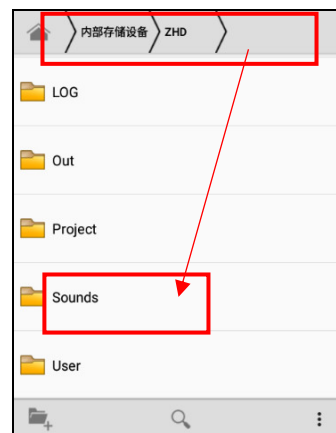 内部存储设备 ZHD
LOG
Out
Project
Sounds
User